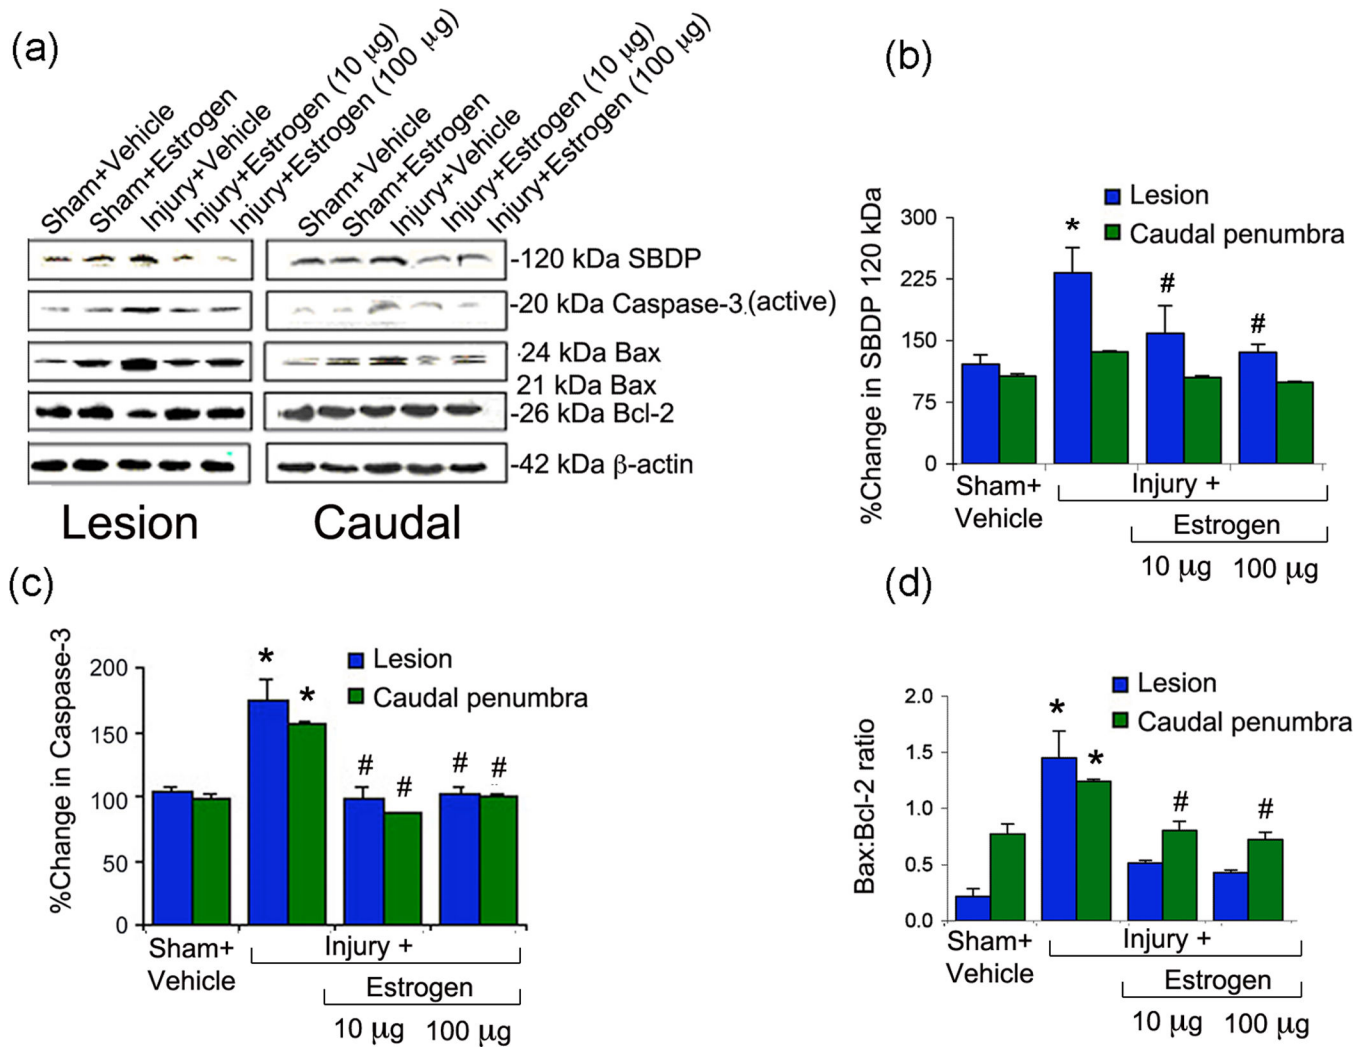 (a)
Sham+Vehicle
Sham+Estrogen
Injury+Vehicle
Injury+Estrogen (10 µg)
Injury+Estrogen (100 µg)
Sham+Vehicle
Sham+Estrogen
Injury+Vehicle
Injury+Estrogen (10 µg)
Injury+Estrogen (100 µg)
-120 kDa SBDP
-20 kDa Caspase-3 (active)
-24 kDa Bax
21 kDa Bax
-26 kDa Bcl-2
-42 kDa β-actin
Lesion
Caudal
(b)
%Change in SBDP 120 kDa
300
225
150
75
0
Lesion
Caudal penumbra
*
#
#
Sham+
Vehicle
Injury +
Estrogen
10 µg
100 µg
(c)
%Change in Caspase-3
200
150
100
50
0
Lesion
Caudal penumbra
*
*
#
#
#
#
Sham+
Vehicle
Injury +
Estrogen
10 µg
100 µg
(d)
Bax:Bcl-2 ratio
2.0
1.5
1.0
0.5
0.0
Lesion
Caudal penumbra
*
*
#
#
Sham+
Vehicle
Injury +
Estrogen
10 µg
100 µg